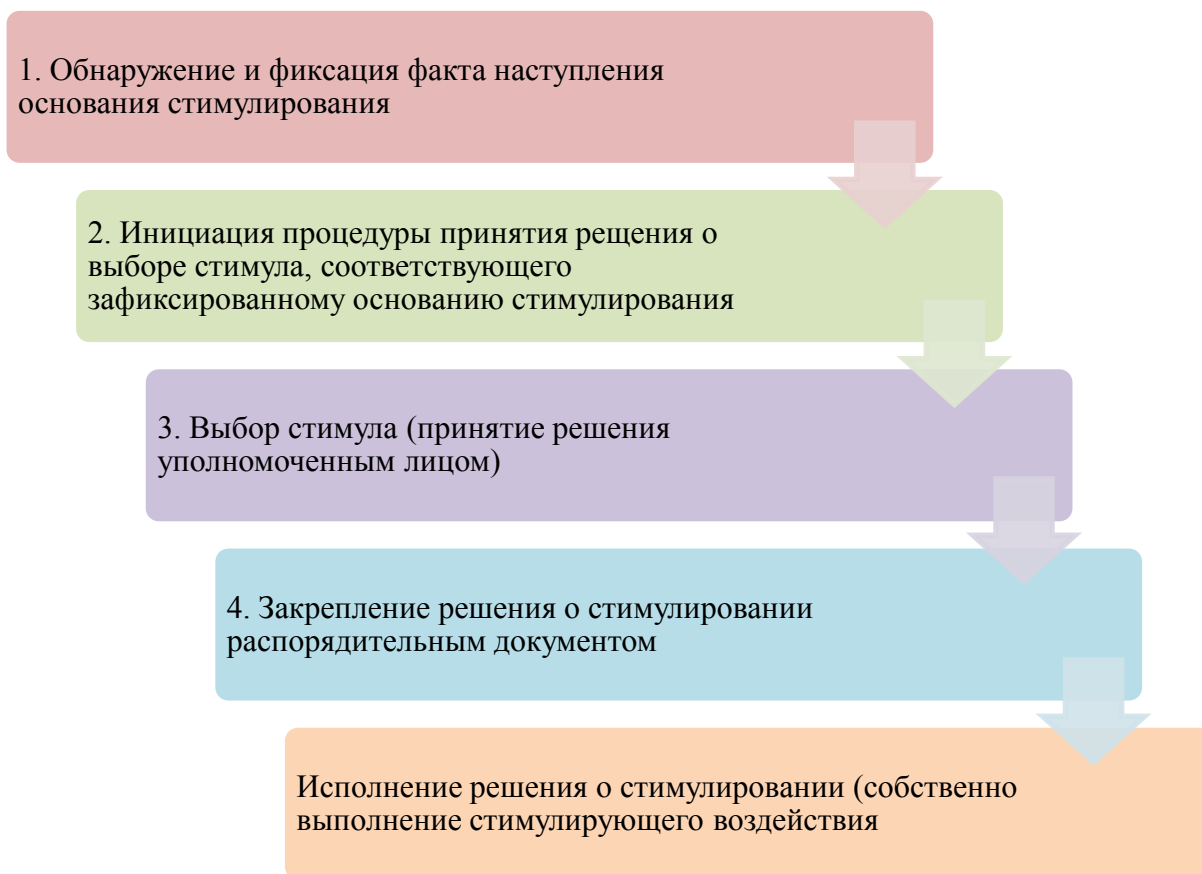 1. Обнаружение и фиксация факта наступления
основания стимулирования
2. Инициация процедуры принятия рещения о
выборе стимула, соответствующего
зафиксированному основанию стимулирования
3. Выбор стимула (принятие решения
уполномоченным лицом)
4. Закрепление решения о стимулировании
распорядительным документом
Исполнение решения о стимулировании (собственно
выполнение стимулирующего воздействия